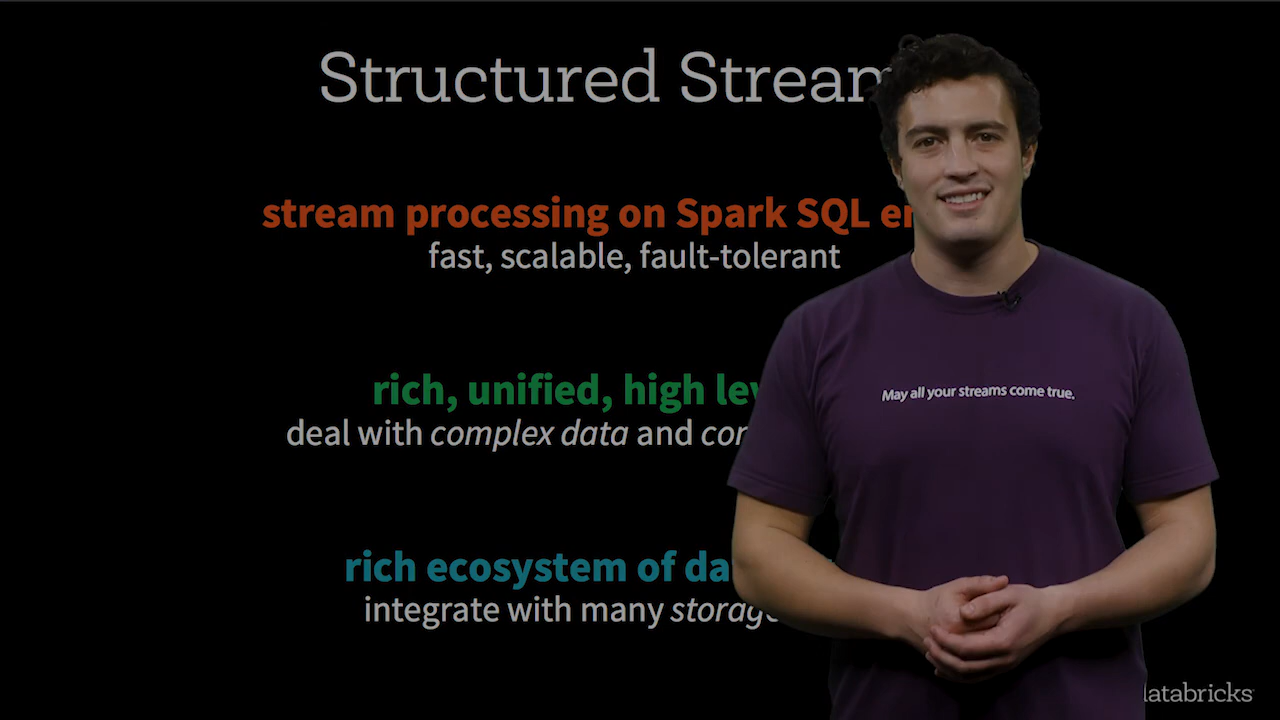 Structured Stream
stream processing on Spark SQL en
fast, scalable, fault-tolerant
rich, unified, high lev
deal with complex data and con
rich ecosystem of da
integrate with many storage
May all your streams come true.
databricks